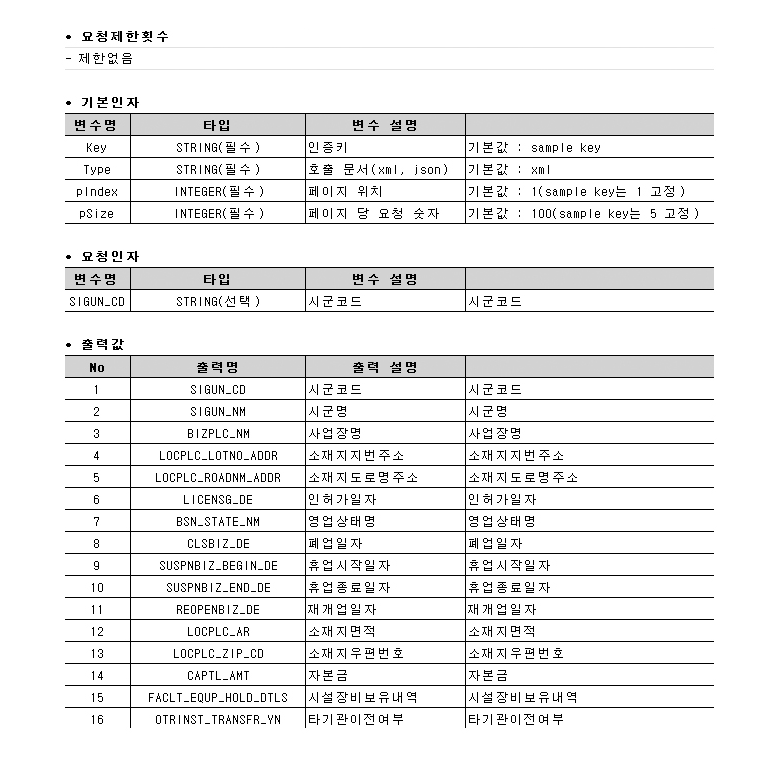 • 요청제한횟수
- 제한없음
• 기본인자
변수명 타입 변수 설명
Key STRING(필수) 인증키 기본값 : sample key
Type STRING(필수) 호출 문서(xml, json) 기본값 : xml
pIndex INTEGER(필수) 페이지 위치 기본값 : 1(sample key는 1 고정)
pSize INTEGER(필수) 페이지 당 요청 숫자 기본값 : 100(sample key는 5 고정)
• 요청인자
변수명 타입 변수 설명
SIGUN_CD STRING(선택) 시군코드 시군코드
• 출력값
No 출력명 출력 설명
1 SIGUN_CD 시군코드 시군코드
2 SIGUN_NM 시군명 시군명
3 BIZPLC_NM 사업장명 사업장명
4 LOCPLC_LOTNO_ADDR 소재지지번주소 소재지지번주소
5 LOCPLC_ROADNM_ADDR 소재지도로명주소 소재지도로명주소
6 LICENSG_DE 인허가일자 인허가일자
7 BSN_STATE_NM 영업상태명 영업상태명
8 CLSBIZ_DE 폐업일자 폐업일자
9 SUSPNBIZ_BEGIN_DE 휴업시작일자 휴업시작일자
10 SUSPNBIZ_END_DE 휴업종료일자 휴업종료일자
11 REOPENBIZ_DE 재개업일자 재개업일자
12 LOCPLC_AR 소재지면적 소재지면적
13 LOCPLC_ZIP_CD 소재지우편번호 소재지우편번호
14 CAPTL_AMT 자본금 자본금
15 FACLT_EQUP_HOLD_DTLS 시설장비보유내역 시설장비보유내역
16 OTRINST_TRANSFR_YN 타기관이전여부 타기관이전여부